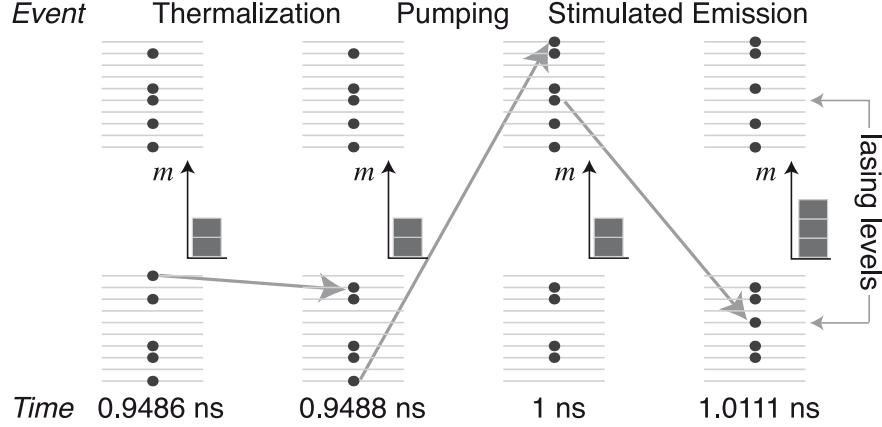 Event Thermalization Pumping Stimulated Emission
m m m m
lasing levels
Time 0.9486 ns 0.9488 ns 1 ns 1.0111 ns